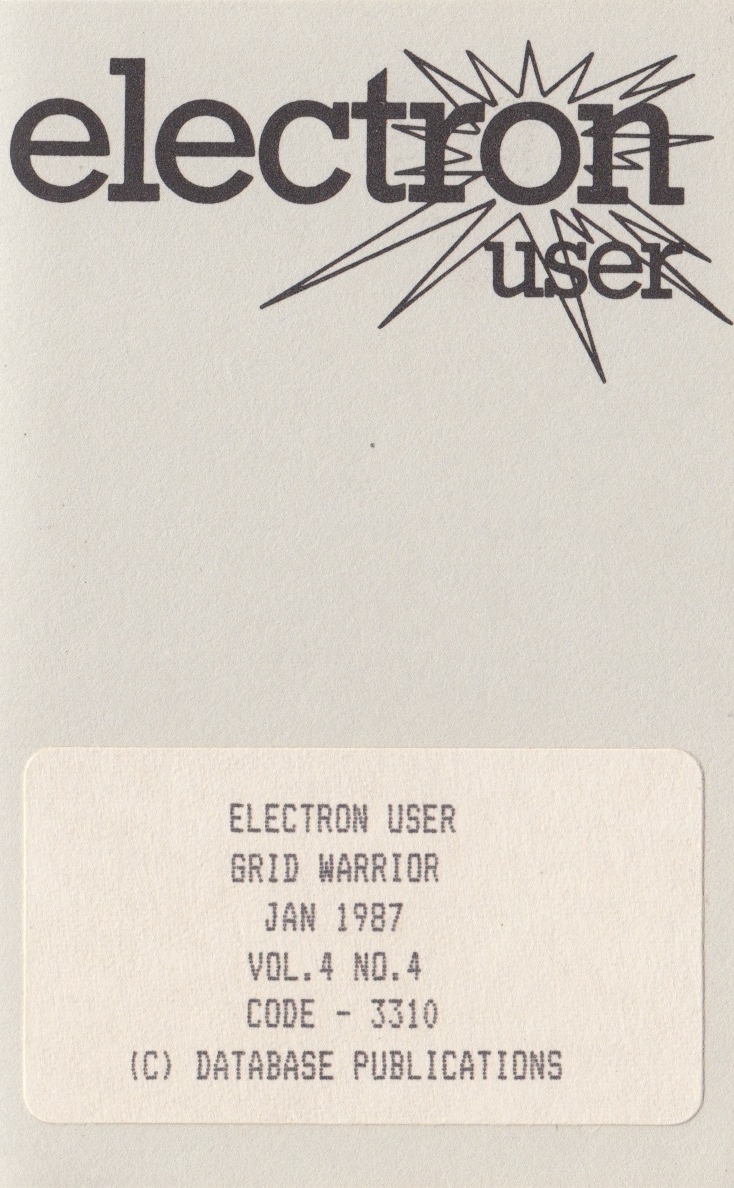 electron
user
ELECTRON USER
GRID WARRIOR
JAN 1987
VOL.4 NO.4
CODE - 3310
(C) DATABASE PUBLICATIONS